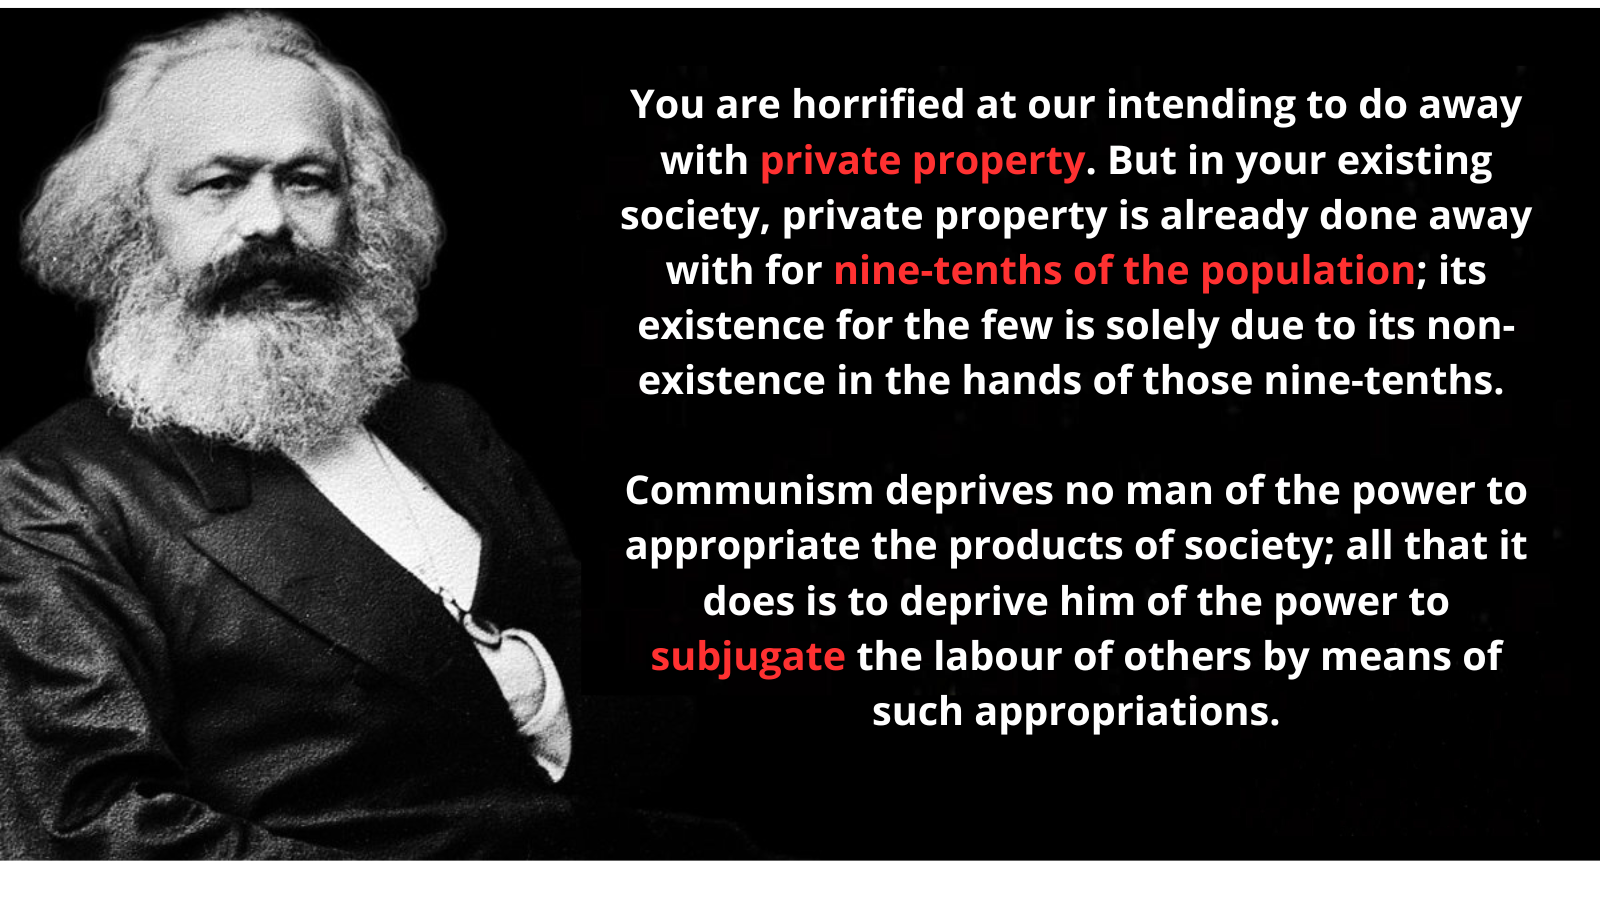 You are horrified at our intending to do away
with private property. But in your existing
society, private property is already done away
with for nine-tenths of the population; its
existence for the few is solely due to its non-
existence in the hands of those nine-tenths.
Communism deprives no man of the power to
appropriate the products of society; all that it
does is to deprive him of the power to
subjugate the labour of others by means of
such appropriations.